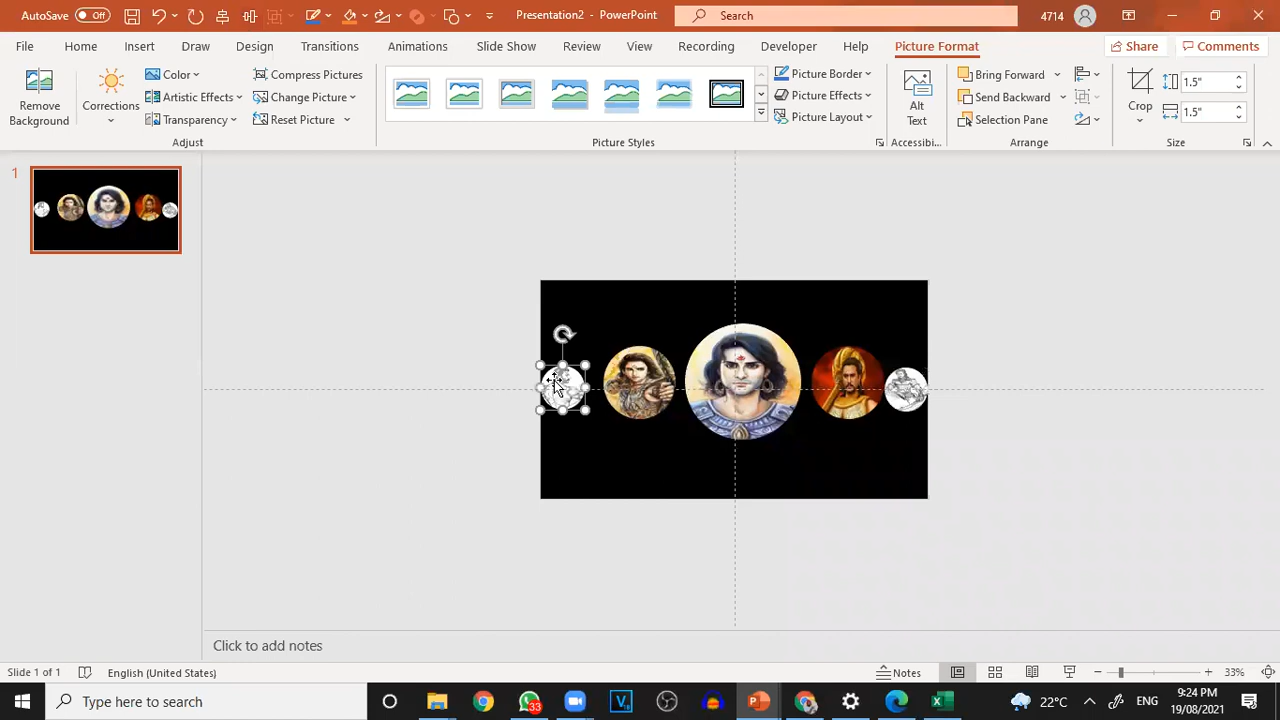 AutoSave Off Presentation2 - PowerPoint Search 4714
File Home Insert Draw Design Transitions Animations Slide Show Review View Recording Developer Help Picture Format Share Comments
Remove Background
Corrections
Color
Artistic Effects
Transparency
Compress Pictures
Change Picture
Reset Picture
Adjust
Picture Border
Picture Effects
Picture Layout
Picture Styles
Alt Text
Accessibi...
Bring Forward
Send Backward
Selection Pane
Arrange
Crop
1.5"
1.5"
Size
1
Click to add notes
Slide 1 of 1 English (United States) Notes 33%
Type here to search
33
22°C ENG
9:24 PM
19/08/2021